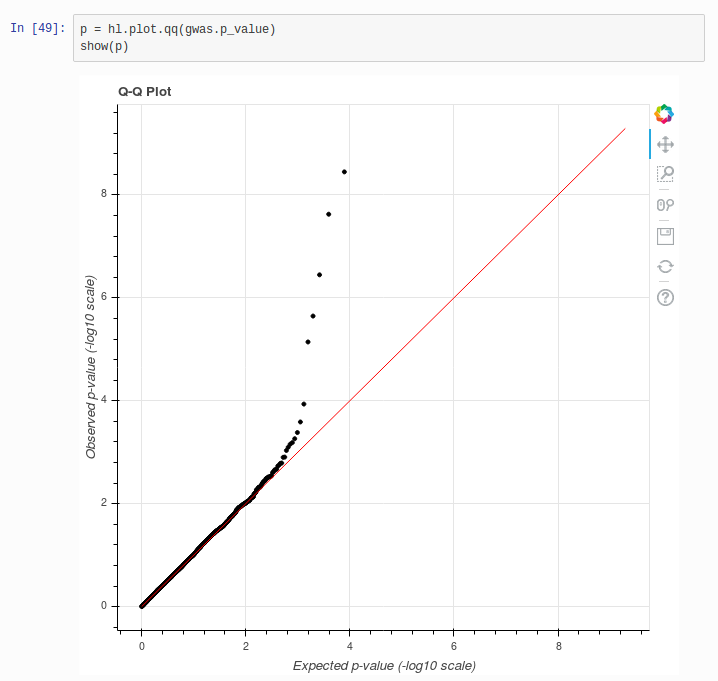 In [49]:
p = hl.plot.qq(gwas.p_value)
show(p)
Q-Q Plot
8
6
4
2
0
Observed p-value (-log10 scale)
0 2 4 6 8
Expected p-value (-log10 scale)